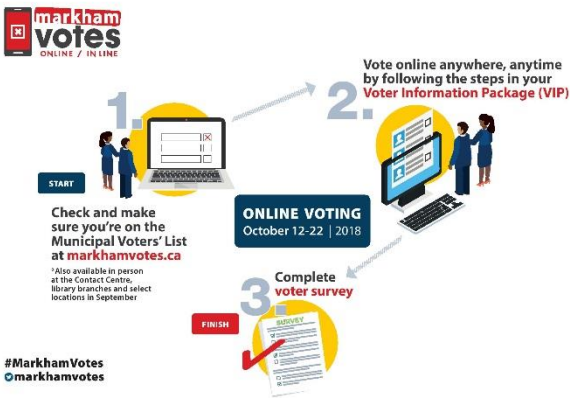 markham
votes
ONLINE / IN LINE
1.
START
Check and make
sure you're on the
Municipal Voters' List
at markhamvotes.ca
*Also available in person
at the Contact Centre,
library branches and select
locations in September
2.
Vote online anywhere, anytime
by following the steps in your
Voter Information Package (VIP)
ONLINE VOTING
October 12-22 | 2018
3.
Complete
voter survey
FINISH
SURVEY
#MarkhamVotes
markhamvotes